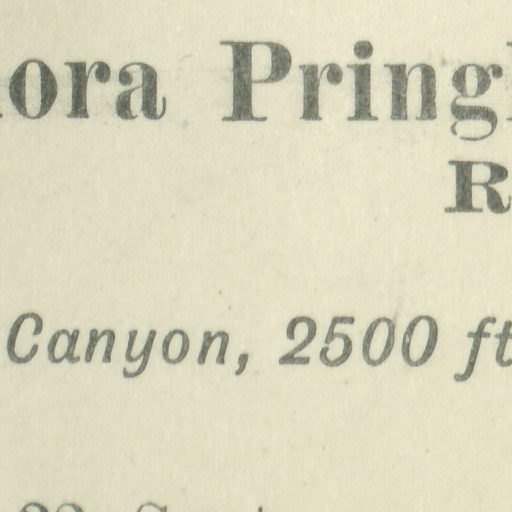 ora Pring
R
Canyon, 2500 ft